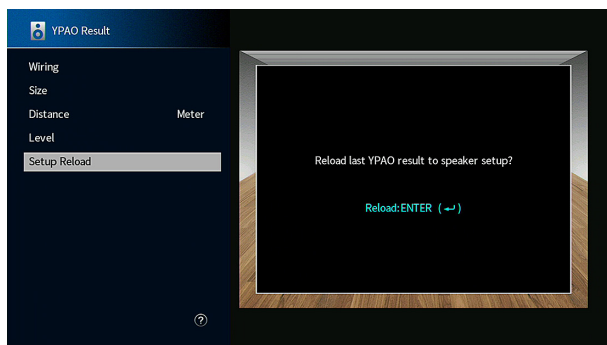 YPAO Result
Wiring
Size
Distance Meter
Level
Setup Reload
?
Reload last YPAO result to speaker setup?
Reload:ENTER (↵)